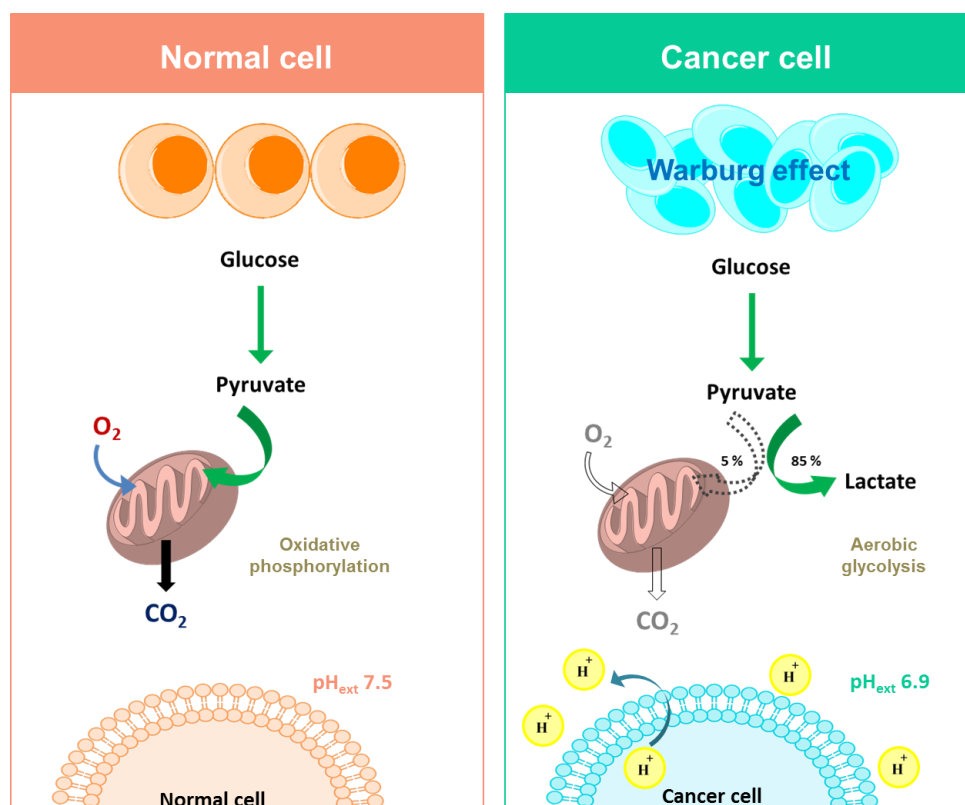 Normal cell
Glucose
Pyruvate
O₂
Oxidative
phosphorylation
CO₂
pHₑₓₜ 7.5
Normal cell
Cancer cell
Warburg effect
Glucose
Pyruvate
O₂
5 %
85 %
Lactate
Aerobic
glycolysis
CO₂
H⁺
H⁺
pHₑₓₜ 6.9
H⁺
H⁺
H⁺
Cancer cell